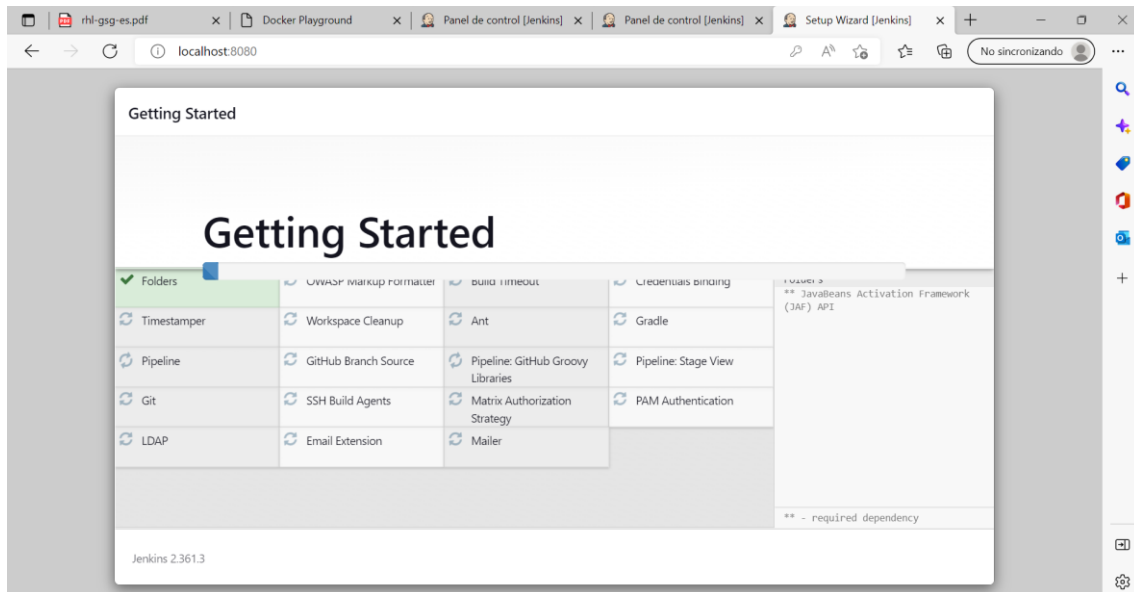 rhl-gsg-es.pdf
Docker Playground
Panel de control [Jenkins]
Panel de control [Jenkins]
Setup Wizard [Jenkins]
localhost:8080
No sincronizando
Getting Started
Getting Started
Folders
OWASP Markup Formatter
Build Timeout
Credentials Binding
Folders
** JavaBeans Activation Framework
(JAF) API
Timestamper
Workspace Cleanup
Ant
Gradle
Pipeline
GitHub Branch Source
Pipeline: GitHub Groovy
Libraries
Pipeline: Stage View
Git
SSH Build Agents
Matrix Authorization
Strategy
PAM Authentication
LDAP
Email Extension
Mailer
** - required dependency
Jenkins 2.361.3